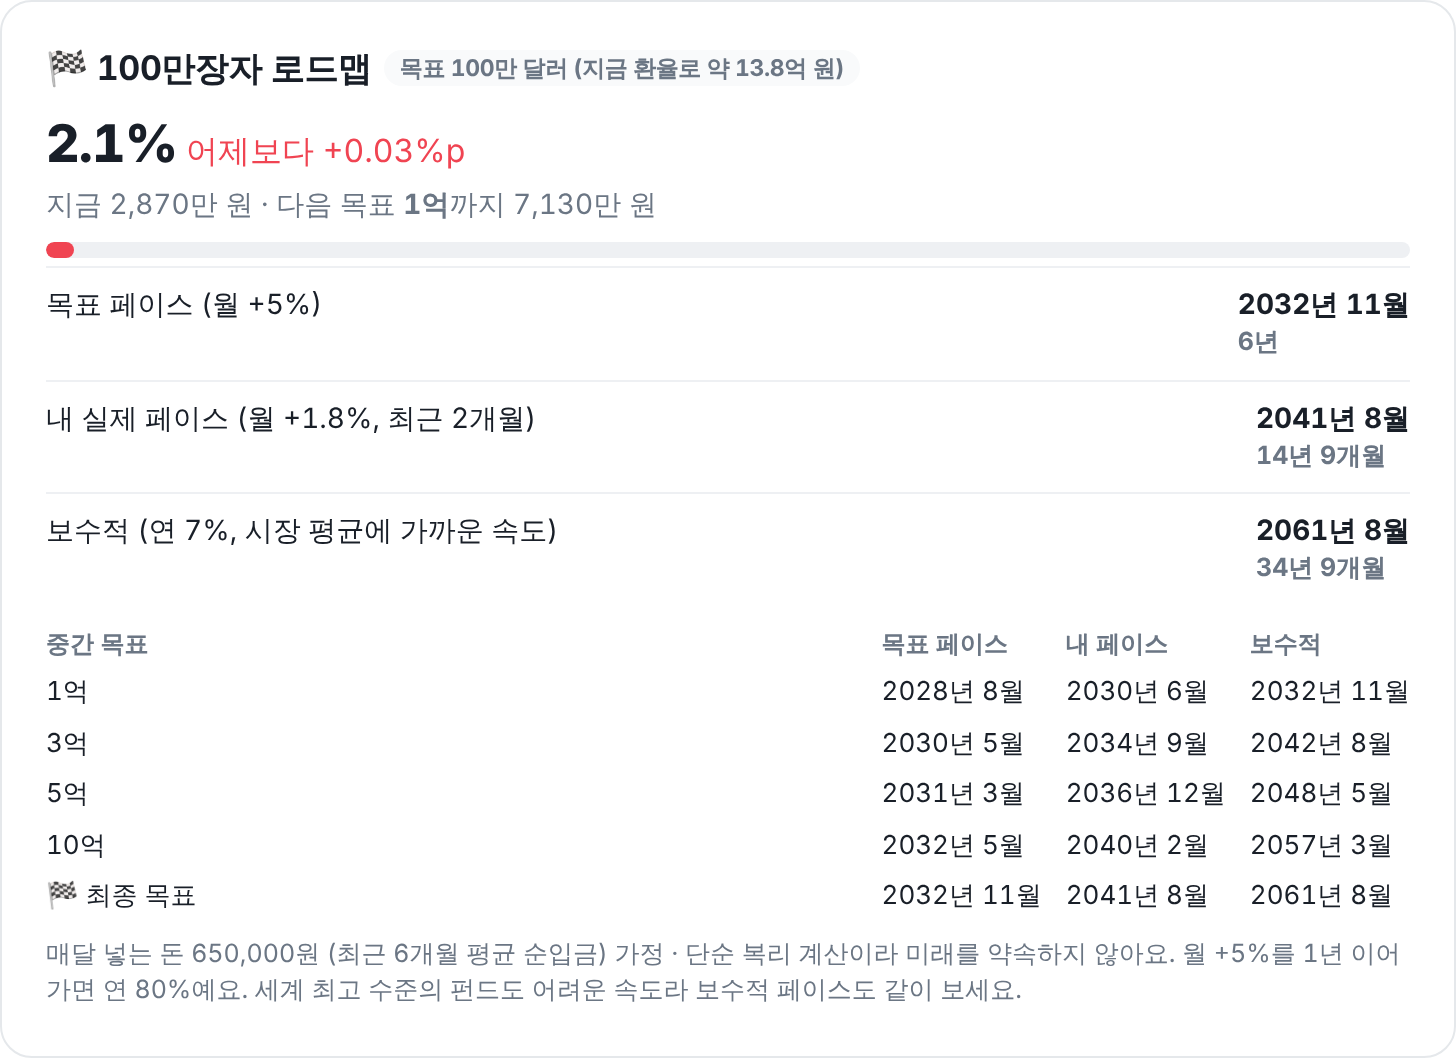 🏁 100만장자 로드맵 목표 100만 달러 (지금 환율로 약 13.8억 원)
2.1% 어제보다 +0.03%p
지금 2,870만 원 · 다음 목표 1억까지 7,130만 원
목표 페이스 (월 +5%) 2032년 11월
6년
내 실제 페이스 (월 +1.8%, 최근 2개월) 2041년 8월
14년 9개월
보수적 (연 7%, 시장 평균에 가까운 속도) 2061년 8월
34년 9개월
중간 목표 목표 페이스 내 페이스 보수적
1억 2028년 8월 2030년 6월 2032년 11월
3억 2030년 5월 2034년 9월 2042년 8월
5억 2031년 3월 2036년 12월 2048년 5월
10억 2032년 5월 2040년 2월 2057년 3월
🏁 최종 목표 2032년 11월 2041년 8월 2061년 8월
매달 넣는 돈 650,000원 (최근 6개월 평균 순입금) 가정 · 단순 복리 계산이라 미래를 약속하지 않아요. 월 +5%를 1년 이어
가면 연 80%예요. 세계 최고 수준의 펀드도 어려운 속도라 보수적 페이스도 같이 보세요.